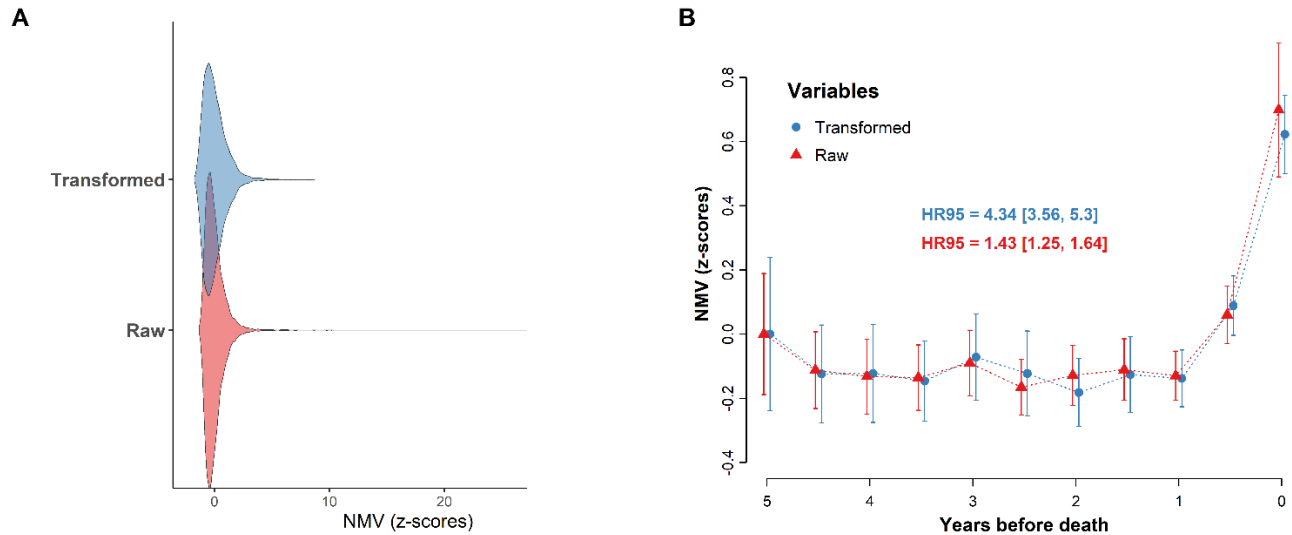 A
Transformed
Raw
0
10
20
NMV (z-scores)
B
0.8
0.6
0.4
0.2
0.0
-0.2
-0.4
NMV (z-scores)
Variables
Transformed
Raw
HR95 = 4.34 [3.56, 5.3]
HR95 = 1.43 [1.25, 1.64]
5
4
3
2
1
0
Years before death